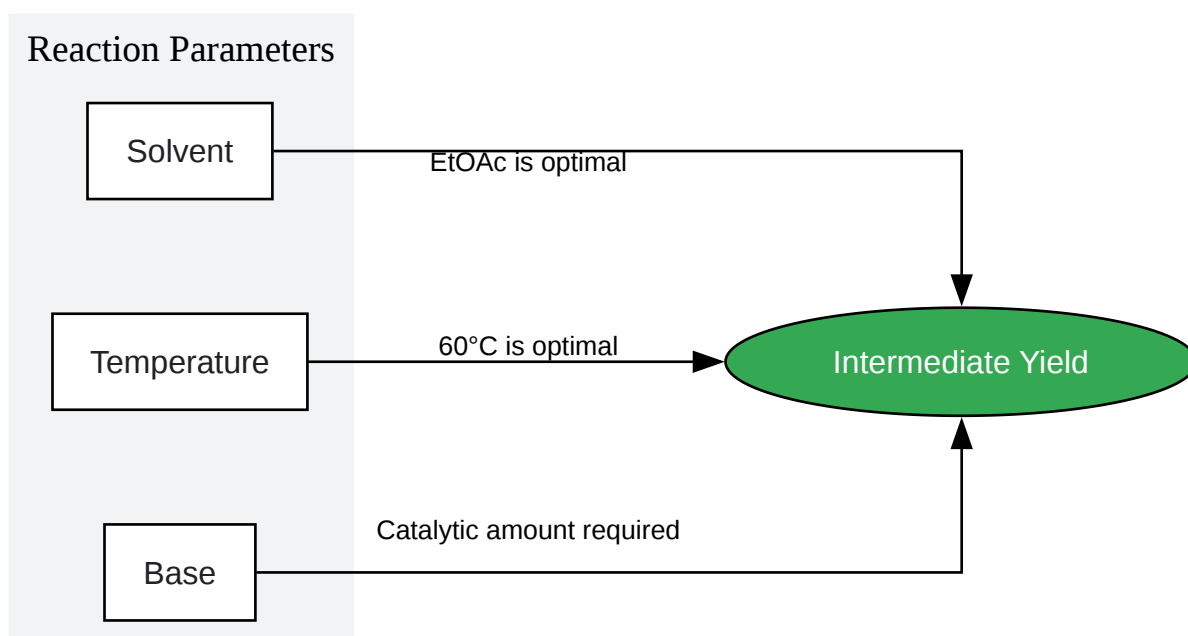 Reaction Parameters
Solvent
EtOAc is optimal
Temperature
60°C is optimal
Intermediate Yield
Catalytic amount required
Base